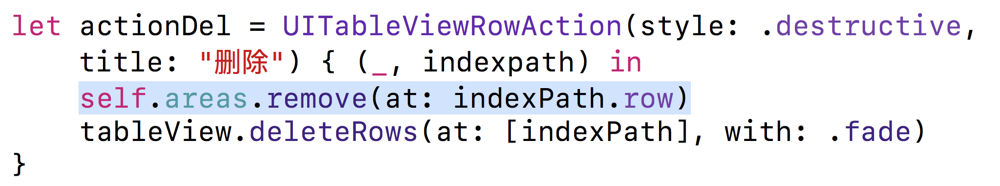 let actionDel = UITableViewRowAction(style: .destructive,
title: "删除") { (_, indexpath) in
self.areas.remove(at: indexPath.row)
tableView.deleteRows(at: [indexPath], with: .fade)
}